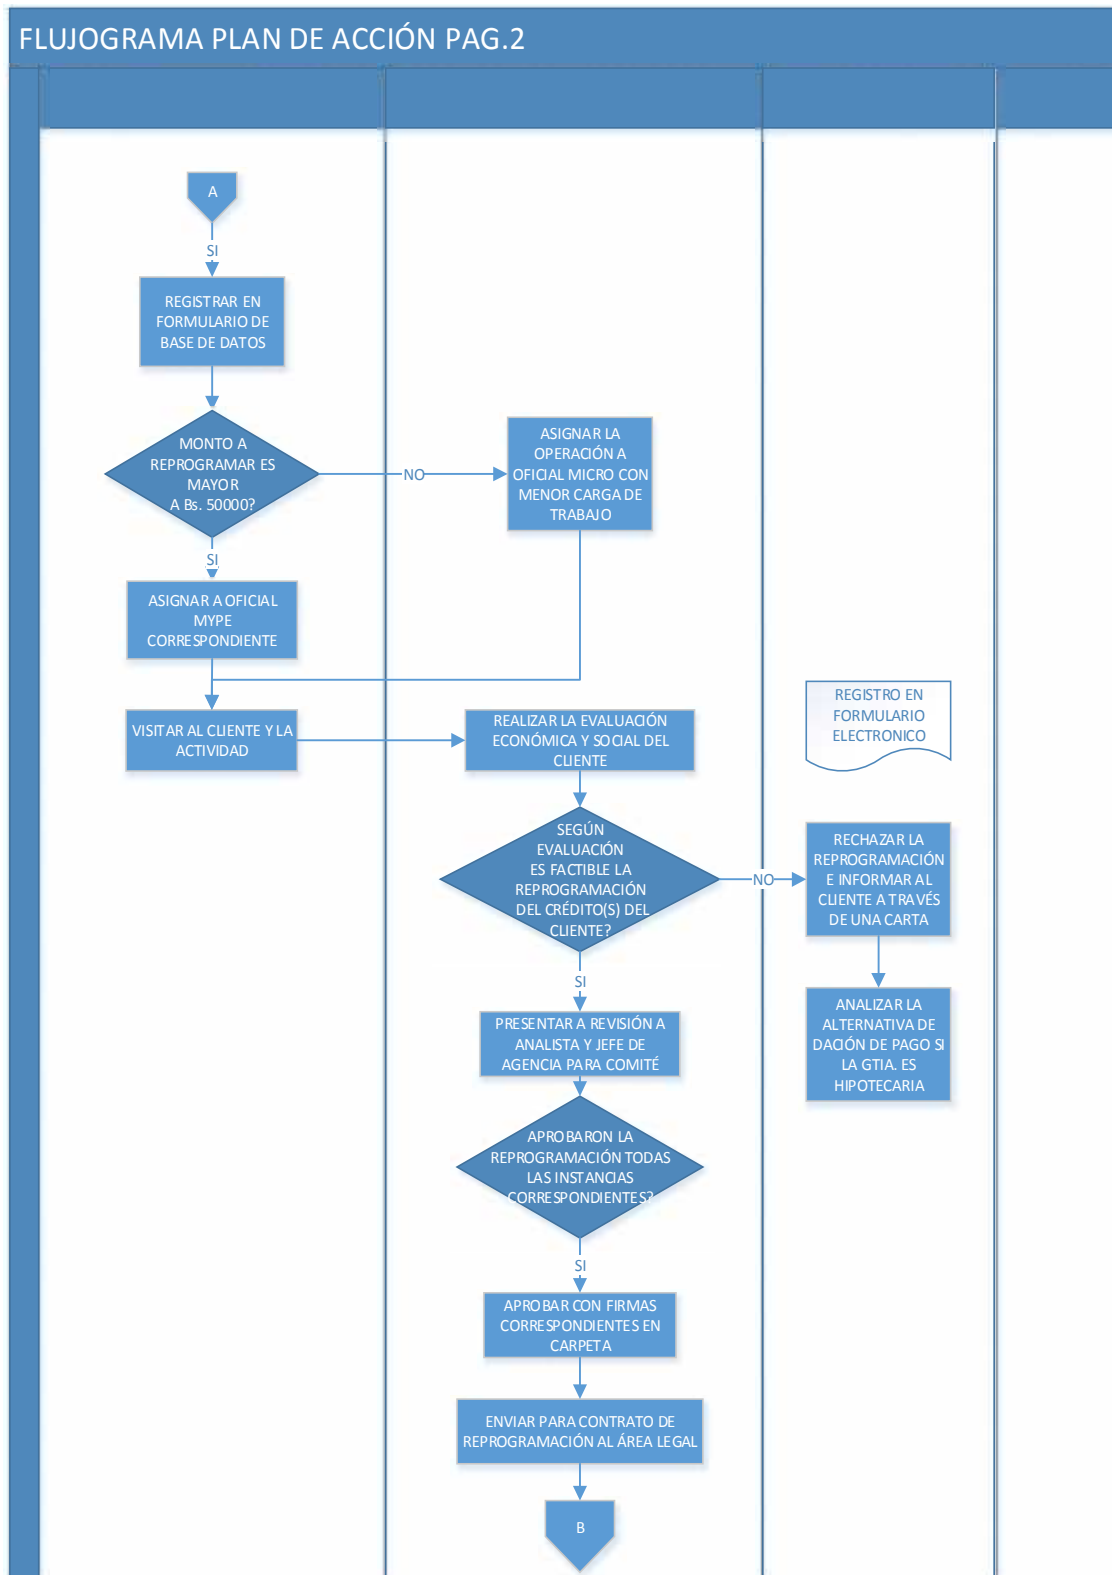 FLUJOGRAMA PLAN DE ACCIÓN PAG.2
A
SI
REGISTRAR EN
FORMULARIO DE
BASE DE DATOS
MONTO A
REPROGRAMAR ES
MAYOR
A Bs. 50000?
NO
ASIGNAR LA
OPERACIÓN A
OFICIAL MICRO CON
MENOR CARGA DE
TRABAJO
SI
ASIGNAR A OFICIAL
MYPE
CORRESPONDIENTE
VISITAR AL CLIENTE Y LA
ACTIVIDAD
REALIZAR LA EVALUACIÓN
ECONÓMICA Y SOCIAL DEL
CLIENTE
REGISTRO EN
FORMULARIO
ELECTRONICO
SEGÚN
EVALUACIÓN
ES FACTIBLE LA
REPROGRAMACIÓN
DEL CRÉDITO(S) DEL
CLIENTE?
NO
RECHAZAR LA
REPROGRAMACIÓN
E INFORMAR AL
CLIENTE A TRAVÉS
DE UNA CARTA
SI
ANALIZAR LA
ALTERNATIVA DE
DACIÓN DE PAGO SI
LA GTIA. ES
HIPOTECARIA
PRESENTAR A REVISIÓN A
ANALISTA Y JEFE DE
AGENCIA PARA COMITÉ
APROBARON LA
REPROGRAMACIÓN TODAS
LAS INSTANCIAS
CORRESPONDIENTES?
SI
APROBAR CON FIRMAS
CORRESPONDIENTES EN
CARPETA
ENVIAR PARA CONTRATO DE
REPROGRAMACIÓN AL ÁREA LEGAL
B